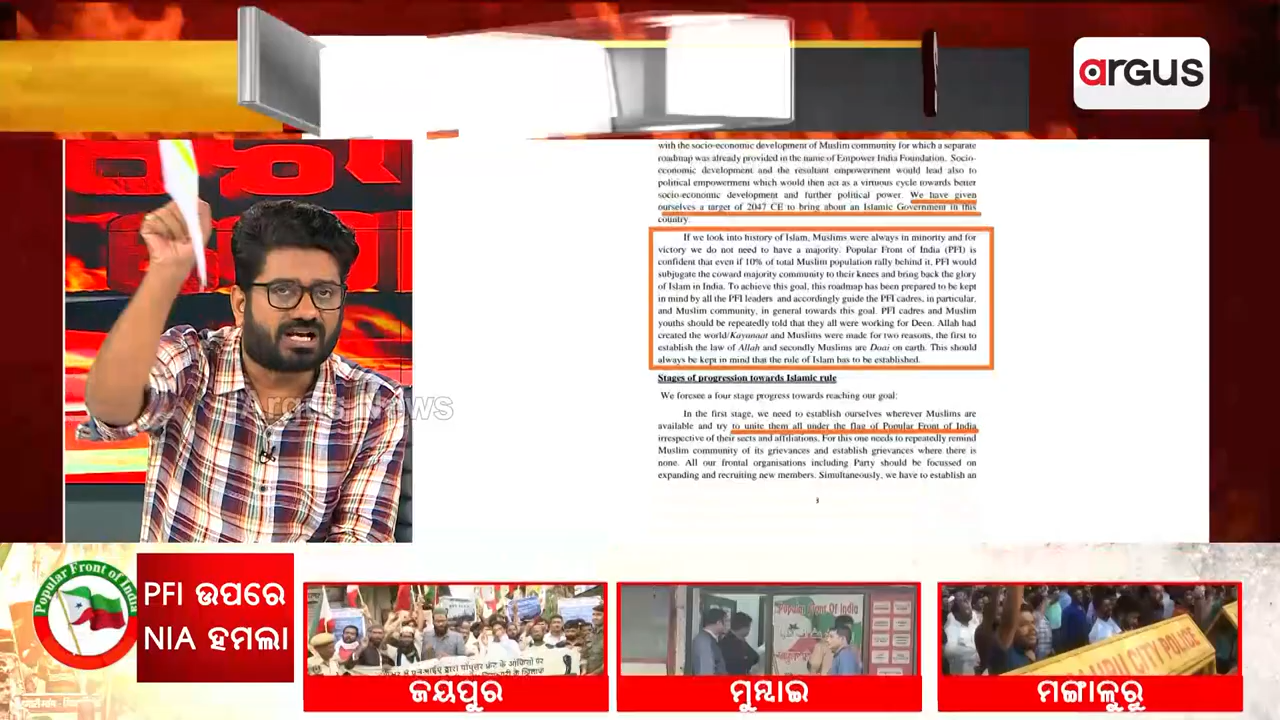 argus
with the socio-economic development of Muslim community for which a separate
roadmap was already provided in the name of Empower India Foundation. Socio-
economic development and the resultant empowerment would lead also to
political empowerment which would then act as a virtuous cycle towards better
socio-economic development and further political power. We have given
ourselves a target of 2047 CE to bring about an Islamic Government in this
country.
If we look into history of Islam, Muslims were always in minority and for
victory we do not need to have a majority. Popular Front of India (PFI) is
confident that even if 10% of total Muslim population rally behind it, PFI would
subjugate the coward majority community to their knees and bring back the glory
of Islam in India. To achieve this goal, this roadmap has been prepared to be kept
in mind by all the PFI leaders and accordingly guide the PFI cadres, in particular,
and Muslim community, in general towards this goal. PFI cadres and Muslim
youths should be repeatedly told that they all were working for Deen. Allah had
created the world/Kayanaat and Muslims were made for two reasons, the first to
establish the law of Allah and secondly Muslims are Doai on earth. This should
always be kept in mind that the rule of Islam has to be established.
Stages of progression towards Islamic rule
We foresee a four stage progress towards reaching our goal:
In the first stage, we need to establish ourselves wherever Muslims are
available and try to unite them all under the flag of Popular Front of India
irrespective of their sects and affiliations. For this one needs to repeatedly remind
Muslim community of its grievances and establish grievances where there is
none. All our frontal organisations including Party should be focussed on
expanding and recruiting new members. Simultaneously, we have to establish an
3
Argus News
Popular Front of India
PFI ଉପରେ
NIA ହମଲା
Popular Front Of India
POLICE
ଜୟପୁର
ମୁମ୍ବାଇ
ମଙ୍ଗାଳୁରୁ